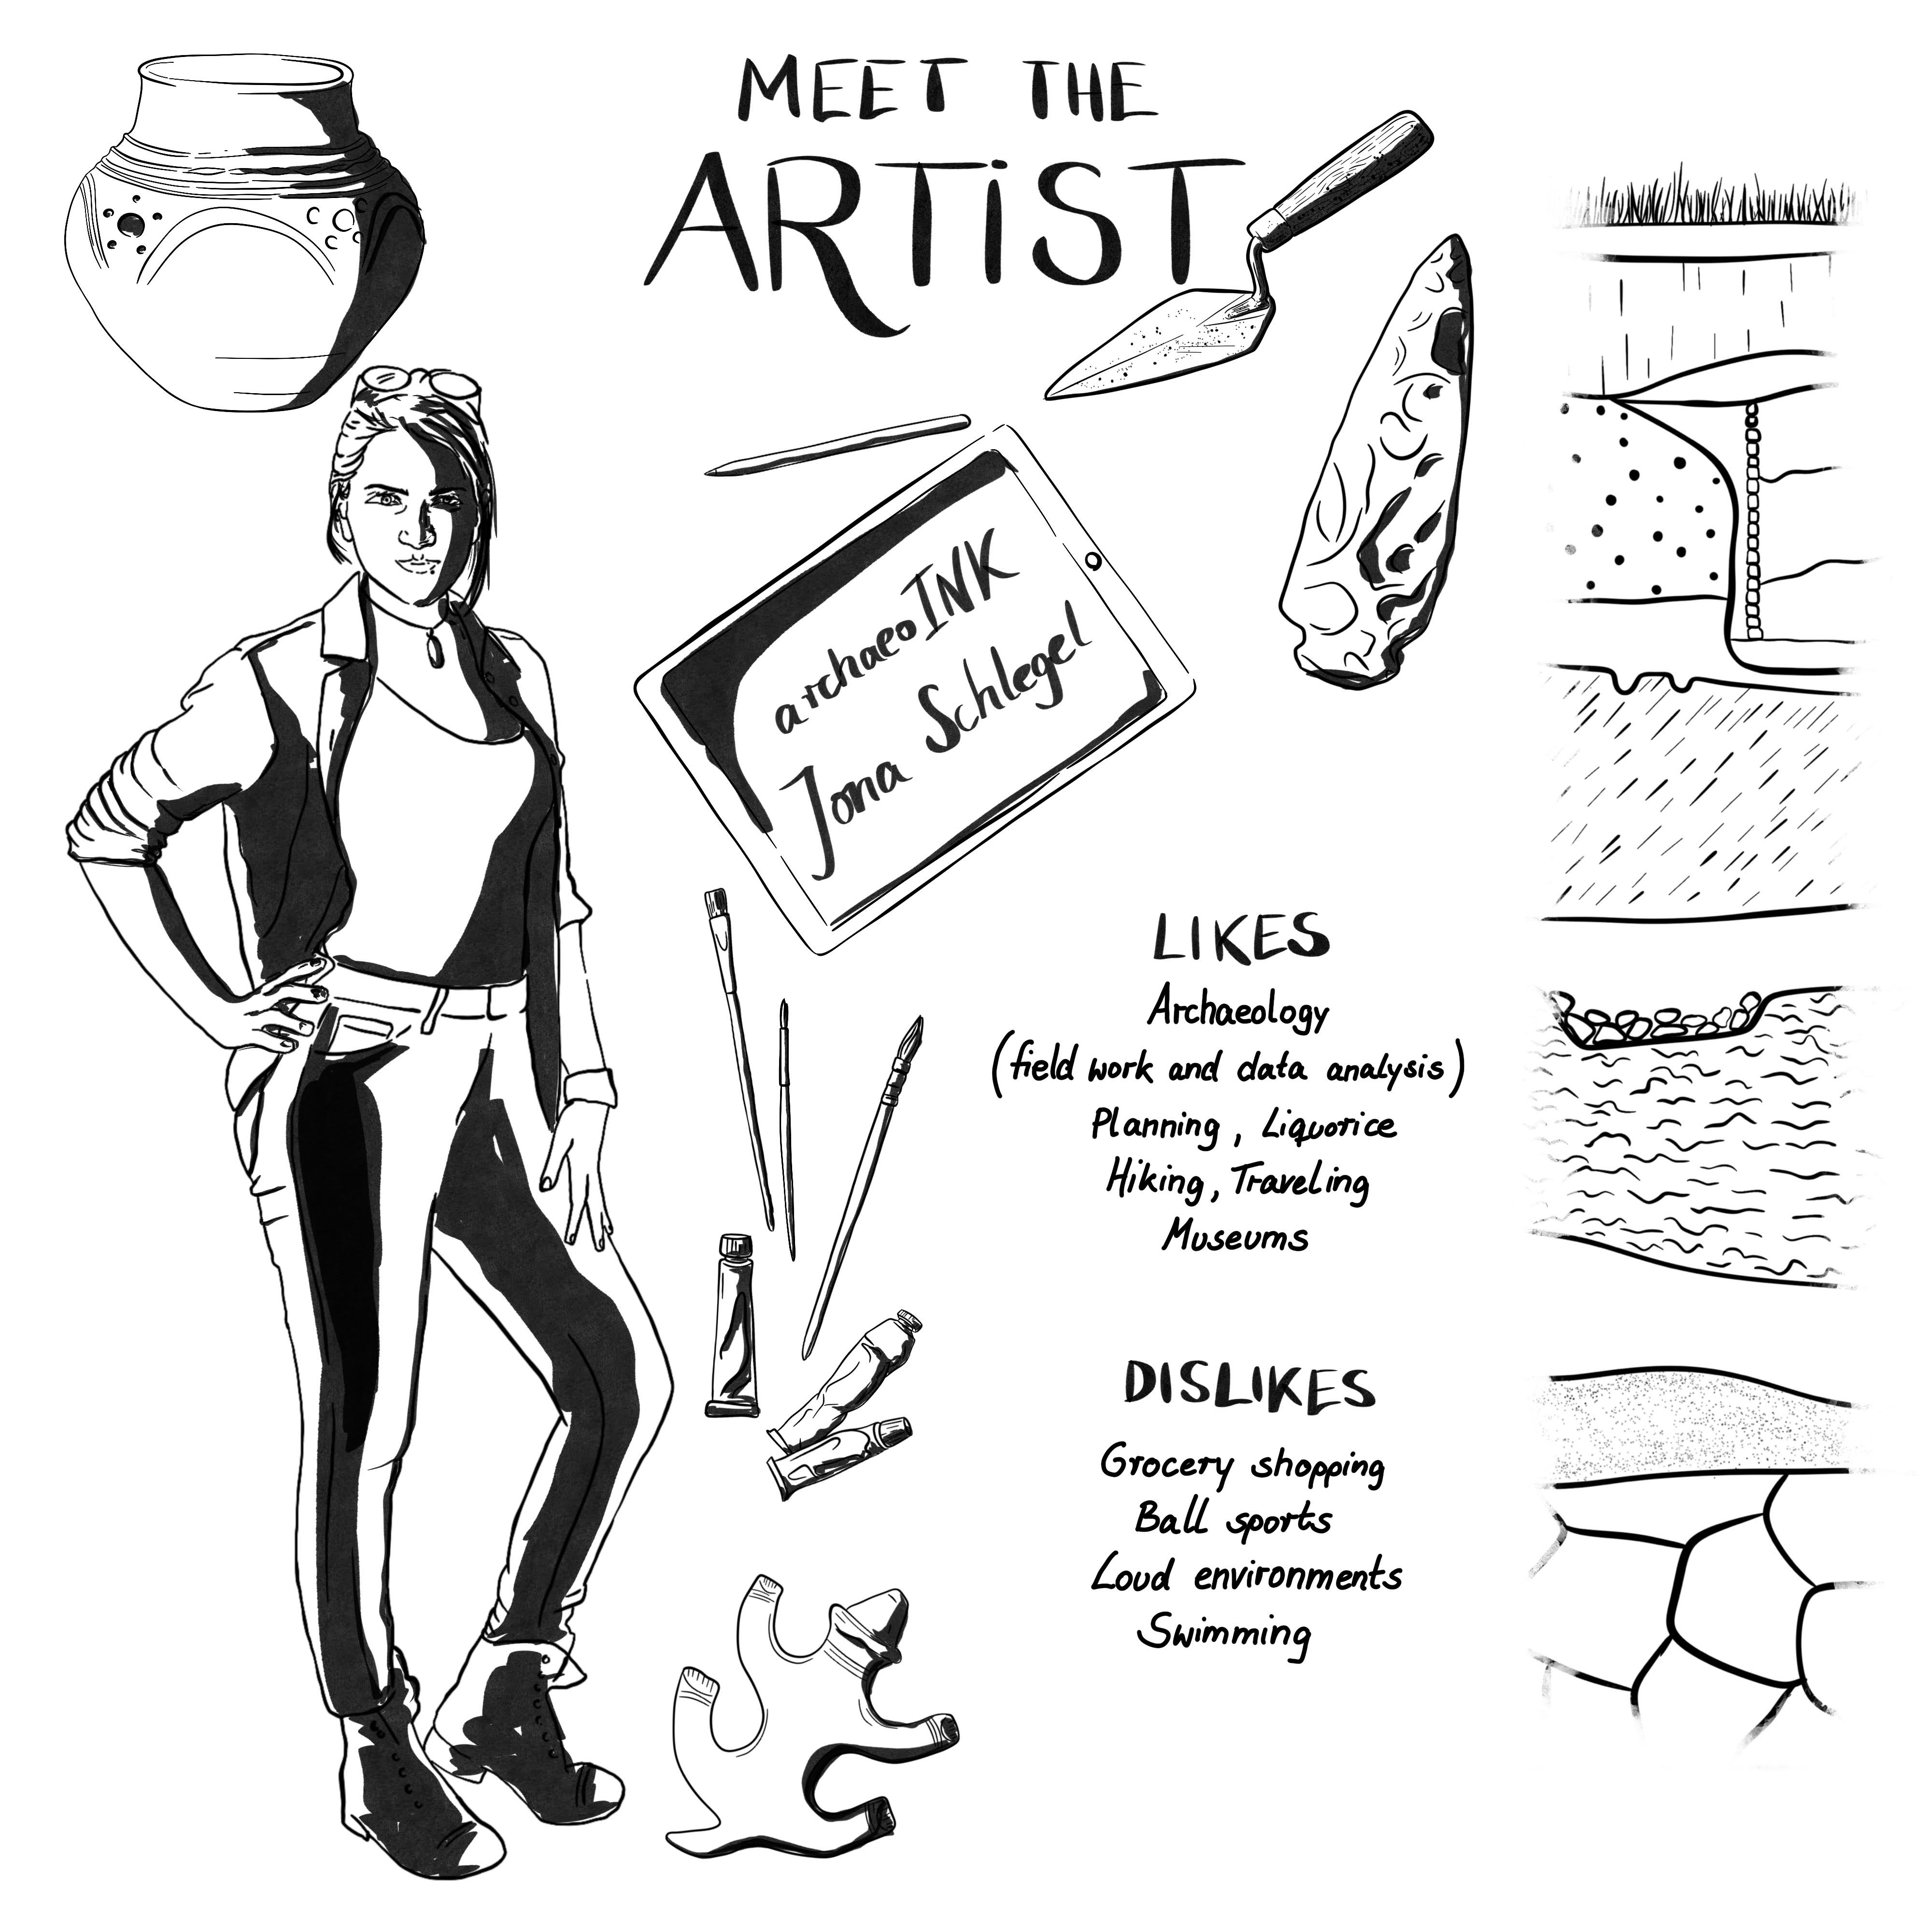 MEET THE
ARTiST
archaeoINK
Jona Schlegel
LIKES
Archaeology
(field work and data analysis)
Planning, Liquorice
Hiking, Traveling
Museums
DISLIKES
Grocery shopping
Ball sports
Loud environments
Swimming